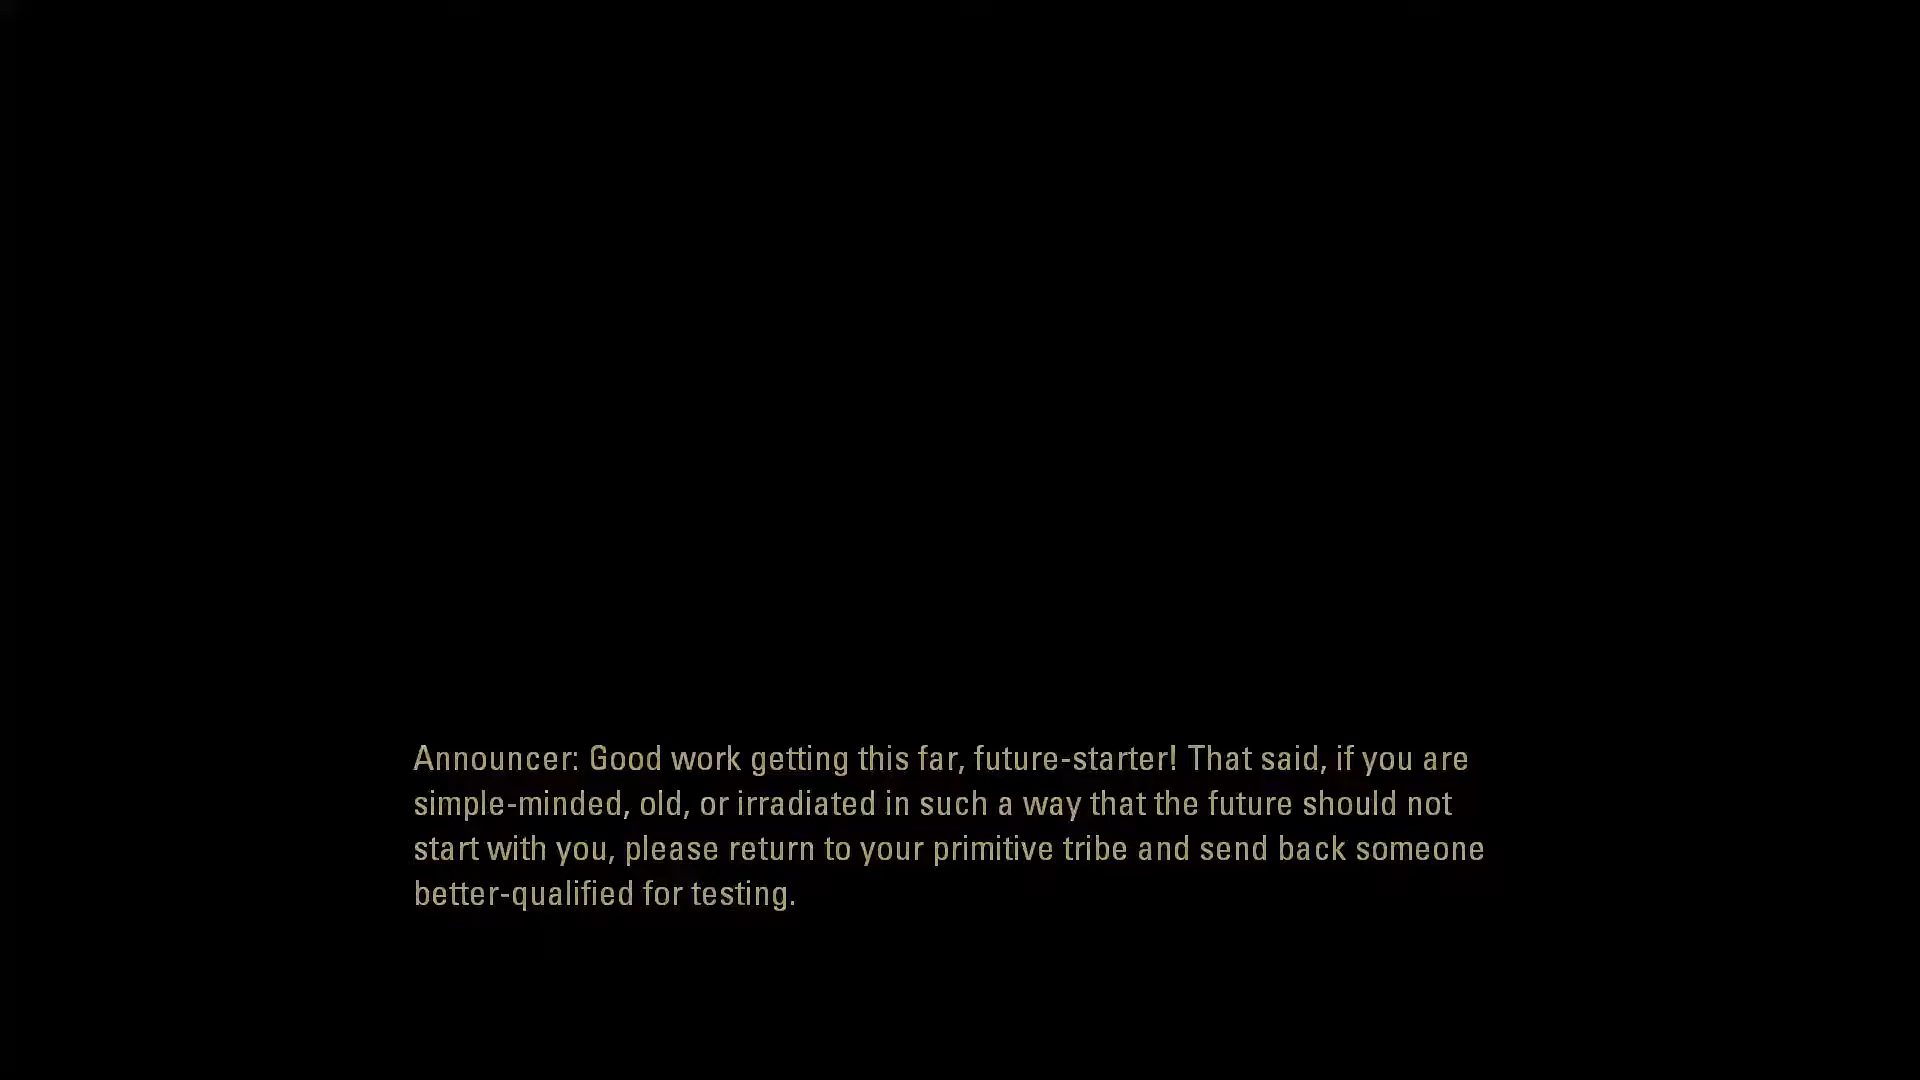 Announcer: Good work getting this far, future-starter! That said, if you are
simple-minded, old, or irradiated in such a way that the future should not
start with you, please return to your primitive tribe and send back someone
better-qualified for testing.